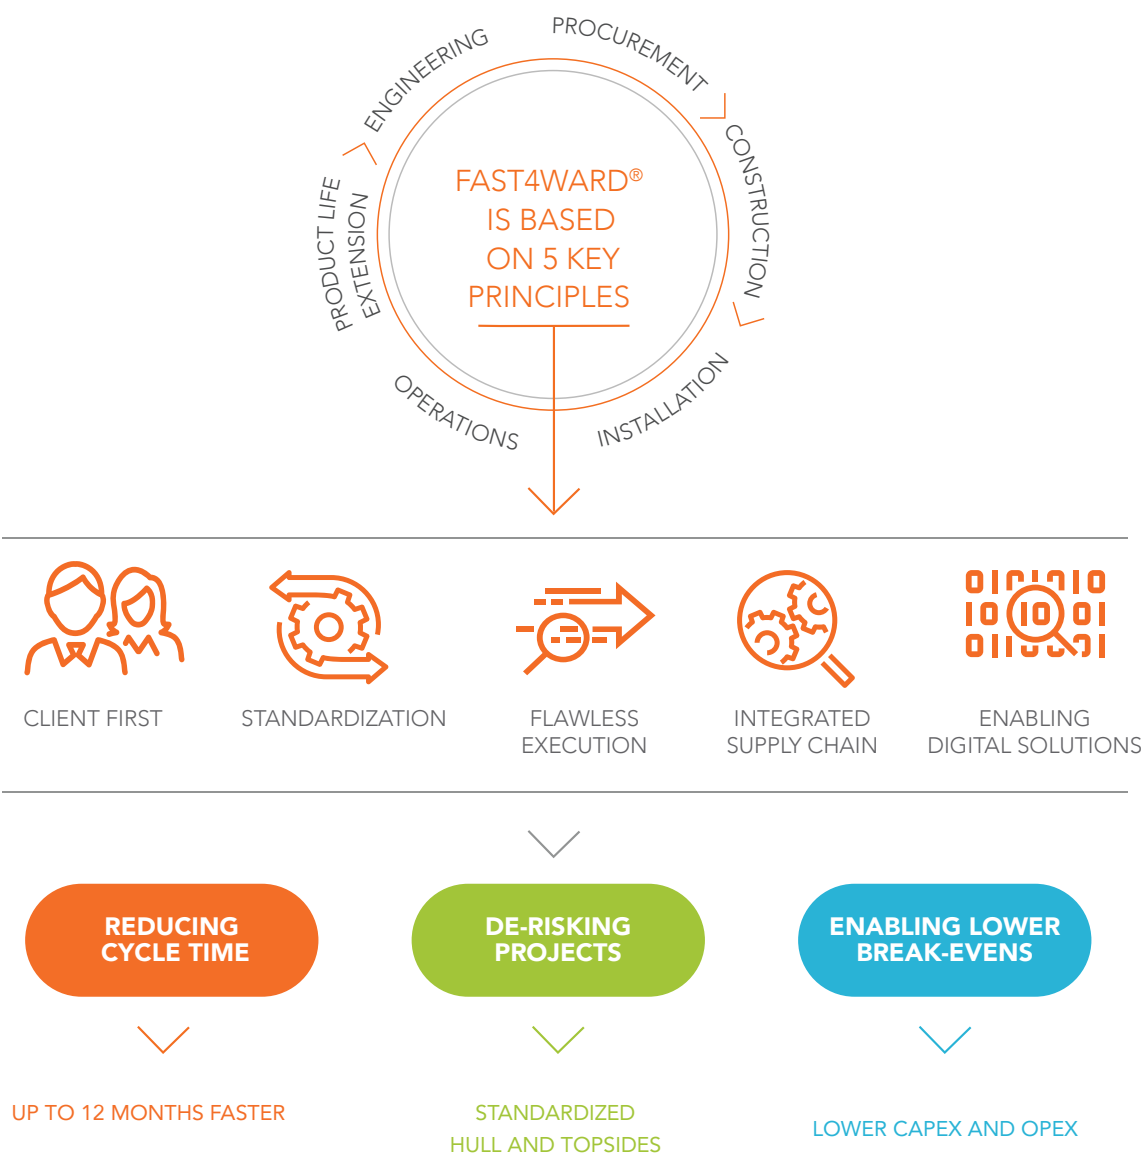 ENGINEERING
PROCUREMENT
CONSTRUCTION
INSTALLATION
OPERATIONS
PRODUCT LIFE
EXTENSION
FAST4WARD®
IS BASED
ON 5 KEY
PRINCIPLES
CLIENT FIRST
STANDARDIZATION
FLAWLESS
EXECUTION
INTEGRATED
SUPPLY CHAIN
ENABLING
DIGITAL SOLUTIONS
REDUCING
CYCLE TIME
DE-RISKING
PROJECTS
ENABLING LOWER
BREAK-EVENS
UP TO 12 MONTHS FASTER
STANDARDIZED
HULL AND TOPSIDES
LOWER CAPEX AND OPEX